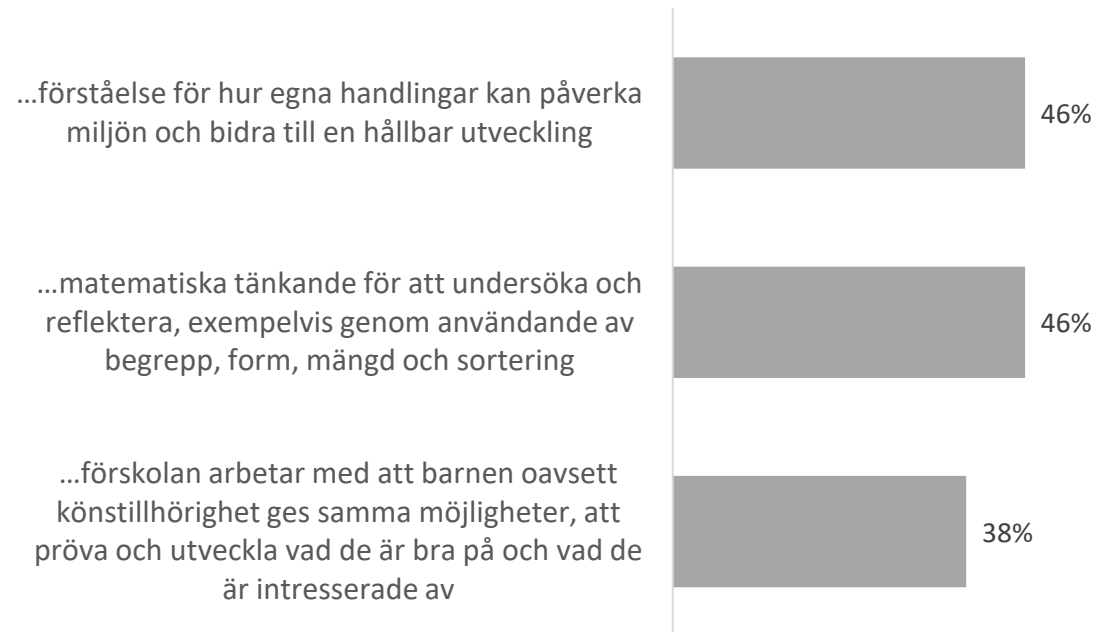 …förståelse för hur egna handlingar kan påverka
miljön och bidra till en hållbar utveckling
46%
…matematiska tänkande för att undersöka och
reflektera, exempelvis genom användande av
begrepp, form, mängd och sortering
46%
…förskolan arbetar med att barnen oavsett
könstillhörighet ges samma möjligheter, att
pröva och utveckla vad de är bra på och vad de
är intresserade av
38%